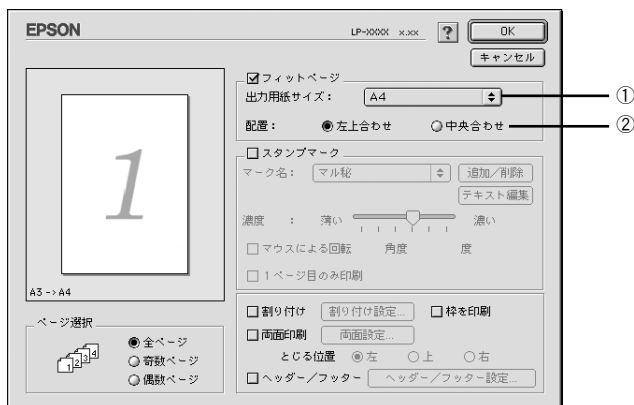 EPSON
LP-XXXX x.xx
?
OK
キャンセル
フィットページ
出力用紙サイズ： A4
①
配置： 左上合わせ 中央合わせ
②
1
A3 -> A4
スタンプマーク
マーク名： マル秘 追加／削除
テキスト編集
濃度 ： 薄い 濃い
マウスによる回転 角度 度
1ページ目のみ印刷
ページ選択
1 2 3 4
全ページ
奇数ページ
偶数ページ
割り付け 割り付け設定... 枠を印刷
両面印刷 両面設定...
とじる位置 左 上 右
ヘッダー／フッター ヘッダー／フッター設定...